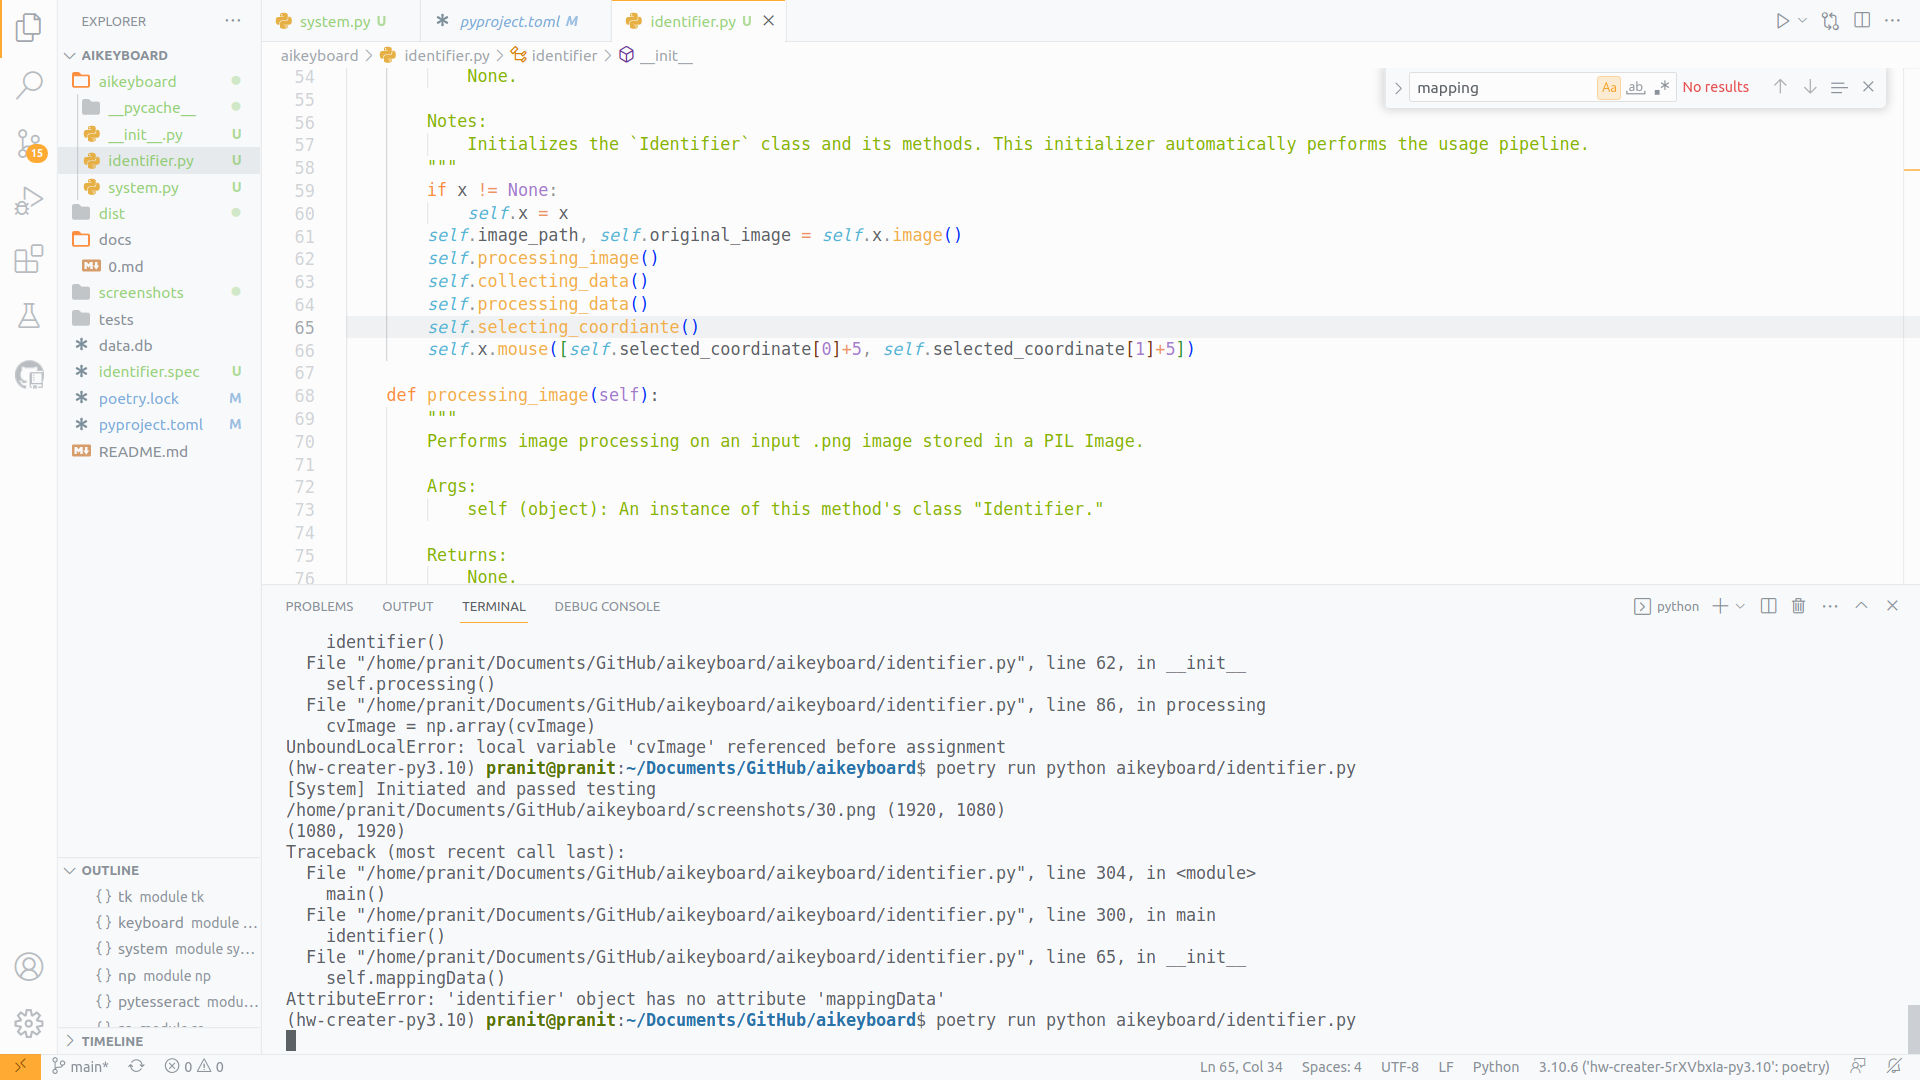 EXPLORER
AIKEYBOARD
aikeyboard
__pycache__
__init__.py U
identifier.py U
system.py U
dist
docs
0.md
screenshots
tests
data.db
identifier.spec U
poetry.lock M
pyproject.toml M
README.md
OUTLINE
{} tk module tk
{} keyboard module ...
{} system module sy...
{} np module np
{} pytesseract modu...
TIMELINE
15
system.py U
pyproject.toml M
identifier.py U
aikeyboard > identifier.py > identifier > __init__
mapping
Aa ab .* No results
54 None.
55
56 Notes:
57 Initializes the `Identifier` class and its methods. This initializer automatically performs the usage pipeline.
58 """
59 if x != None:
60 self.x = x
61 self.image_path, self.original_image = self.x.image()
62 self.processing_image()
63 self.collecting_data()
64 self.processing_data()
65 self.selecting_coordiante()
66 self.x.mouse([self.selected_coordinate[0]+5, self.selected_coordinate[1]+5])
67
68 def processing_image(self):
69 """
70 Performs image processing on an input .png image stored in a PIL Image.
71
72 Args:
73 self (object): An instance of this method's class "Identifier."
74
75 Returns:
76 None.
PROBLEMS OUTPUT TERMINAL DEBUG CONSOLE
python
identifier()
File "/home/pranit/Documents/GitHub/aikeyboard/aikeyboard/identifier.py", line 62, in __init__
self.processing()
File "/home/pranit/Documents/GitHub/aikeyboard/aikeyboard/identifier.py", line 86, in processing
cvImage = np.array(cvImage)
UnboundLocalError: local variable 'cvImage' referenced before assignment
(hw-creater-py3.10) pranit@pranit:~/Documents/GitHub/aikeyboard$ poetry run python aikeyboard/identifier.py
[System] Initiated and passed testing
/home/pranit/Documents/GitHub/aikeyboard/screenshots/30.png (1920, 1080)
(1080, 1920)
Traceback (most recent call last):
File "/home/pranit/Documents/GitHub/aikeyboard/aikeyboard/identifier.py", line 304, in <module>
main()
File "/home/pranit/Documents/GitHub/aikeyboard/aikeyboard/identifier.py", line 300, in main
identifier()
File "/home/pranit/Documents/GitHub/aikeyboard/aikeyboard/identifier.py", line 65, in __init__
self.mappingData()
AttributeError: 'identifier' object has no attribute 'mappingData'
(hw-creater-py3.10) pranit@pranit:~/Documents/GitHub/aikeyboard$ poetry run python aikeyboard/identifier.py
main* 0 0
Ln 65, Col 34 Spaces: 4 UTF-8 LF Python 3.10.6 ('hw-creater-5rXVbxIa-py3.10': poetry)